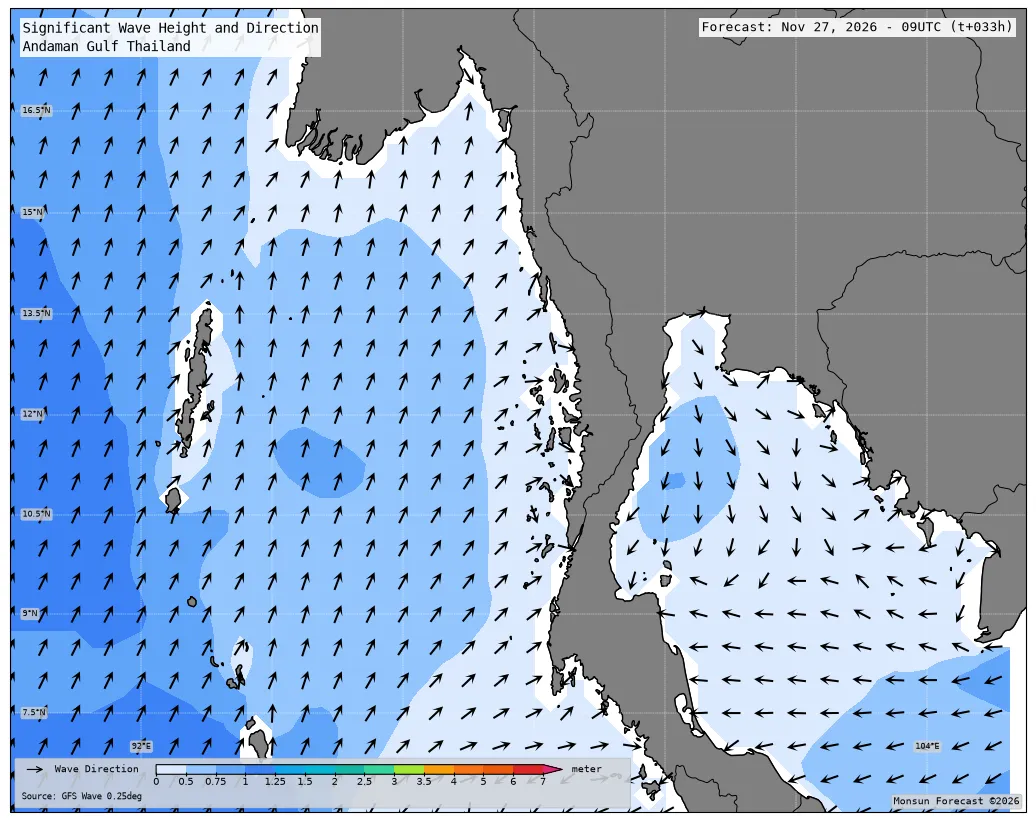 Significant Wave Height and Direction
Andaman Gulf Thailand
Forecast: Nov 27, 2026 - 09UTC (t+033h)
16.5°N
15°N
13.5°N
12°N
10.5°N
9°N
7.5°N
92°E
104°E
Wave Direction
meter
0 0.5 0.75 1 1.25 1.5 2 2.5 3 3.5 4 5 6 7
Source: GFS Wave 0.25deg
Monsun Forecast ©2026